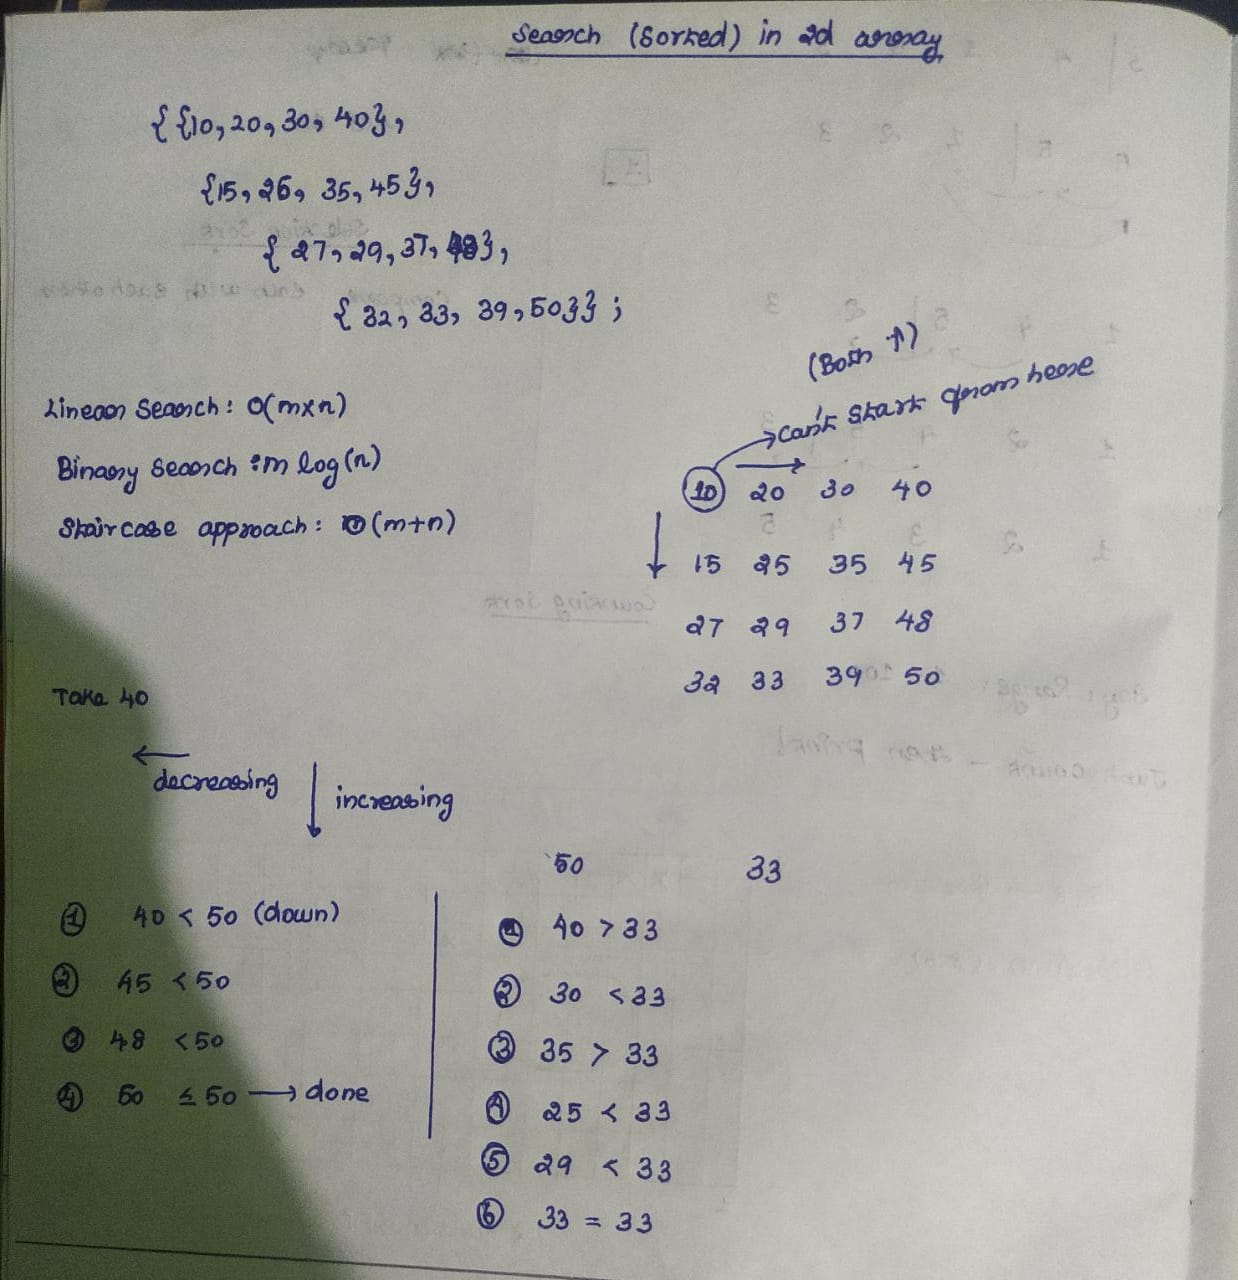 Search (Sorted) in 2d array
{{10, 20, 30, 40},
{15, 26, 35, 45},
{27, 29, 37, 48},
{32, 33, 39, 50}};
Linear Search: O(m×n)
Binary Search: m log(n)
Staircase approach: O(m+n)
(Both ↑)
→ can't start from here
10 → 20 30 40
↓ 15 25 35 45
27 29 37 48
32 33 39 50
Take 40
← decreasing
↓ increasing
① 40 < 50 (down)
② 45 < 50
③ 48 < 50
④ 50 ≤ 50 → done
50 33
① 40 > 33
② 30 < 33
③ 35 > 33
④ 25 < 33
⑤ 29 < 33
⑥ 33 = 33